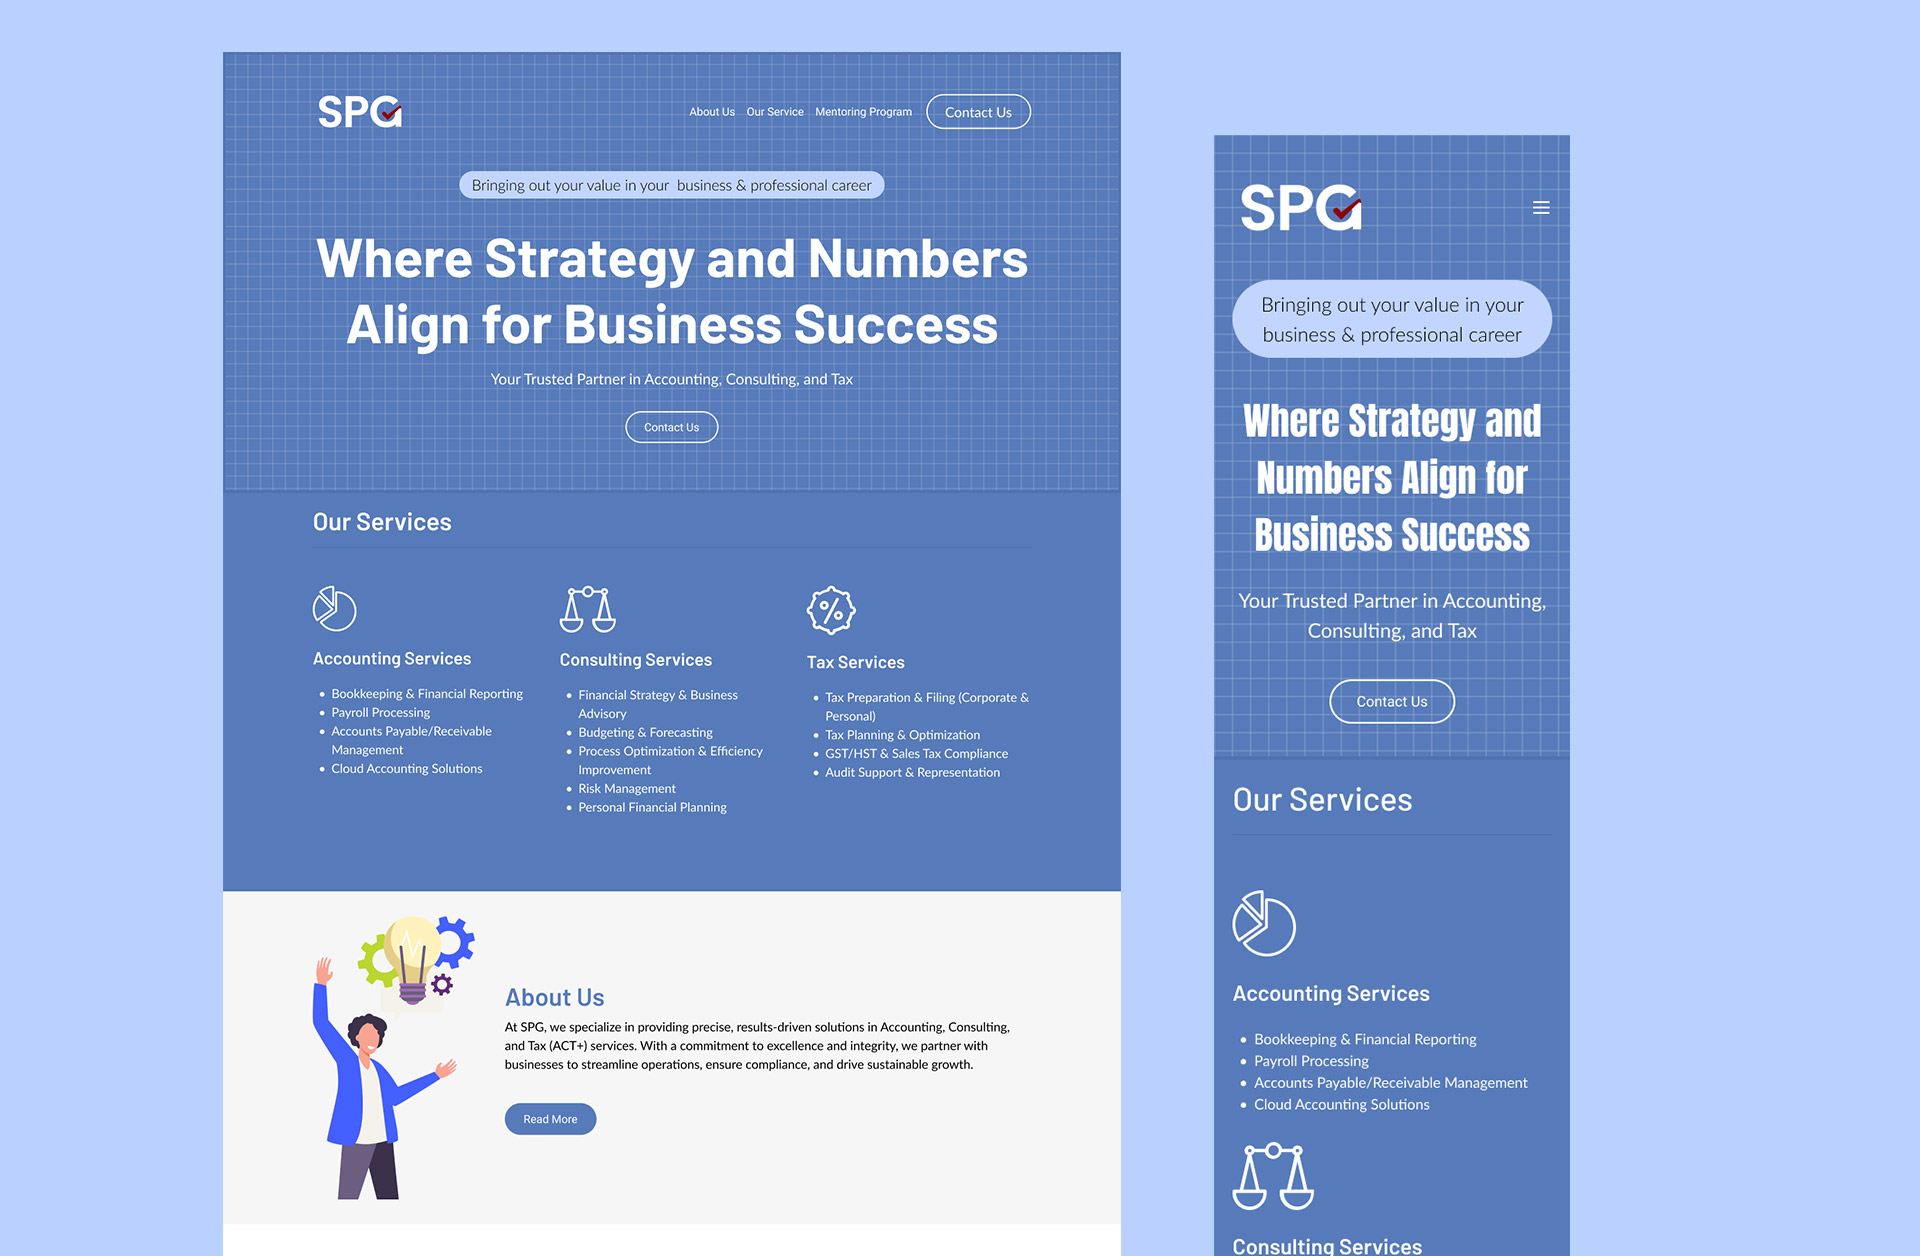 SPG
About Us Our Service Mentoring Program Contact Us
Bringing out your value in your business & professional career
Where Strategy and Numbers
Align for Business Success
Your Trusted Partner in Accounting, Consulting, and Tax
Contact Us
Our Services
Accounting Services
• Bookkeeping & Financial Reporting
• Payroll Processing
• Accounts Payable/Receivable
Management
• Cloud Accounting Solutions
Consulting Services
• Financial Strategy & Business
Advisory
• Budgeting & Forecasting
• Process Optimization & Efficiency
Improvement
• Risk Management
• Personal Financial Planning
Tax Services
• Tax Preparation & Filing (Corporate &
Personal)
• Tax Planning & Optimization
• GST/HST & Sales Tax Compliance
• Audit Support & Representation
About Us
At SPG, we specialize in providing precise, results-driven solutions in Accounting, Consulting,
and Tax (ACT+) services. With a commitment to excellence and integrity, we partner with
businesses to streamline operations, ensure compliance, and drive sustainable growth.
Read More
SPG
Bringing out your value in your
business & professional career
Where Strategy and
Numbers Align for
Business Success
Your Trusted Partner in Accounting,
Consulting, and Tax
Contact Us
Our Services
Accounting Services
• Bookkeeping & Financial Reporting
• Payroll Processing
• Accounts Payable/Receivable Management
• Cloud Accounting Solutions
Consulting Services